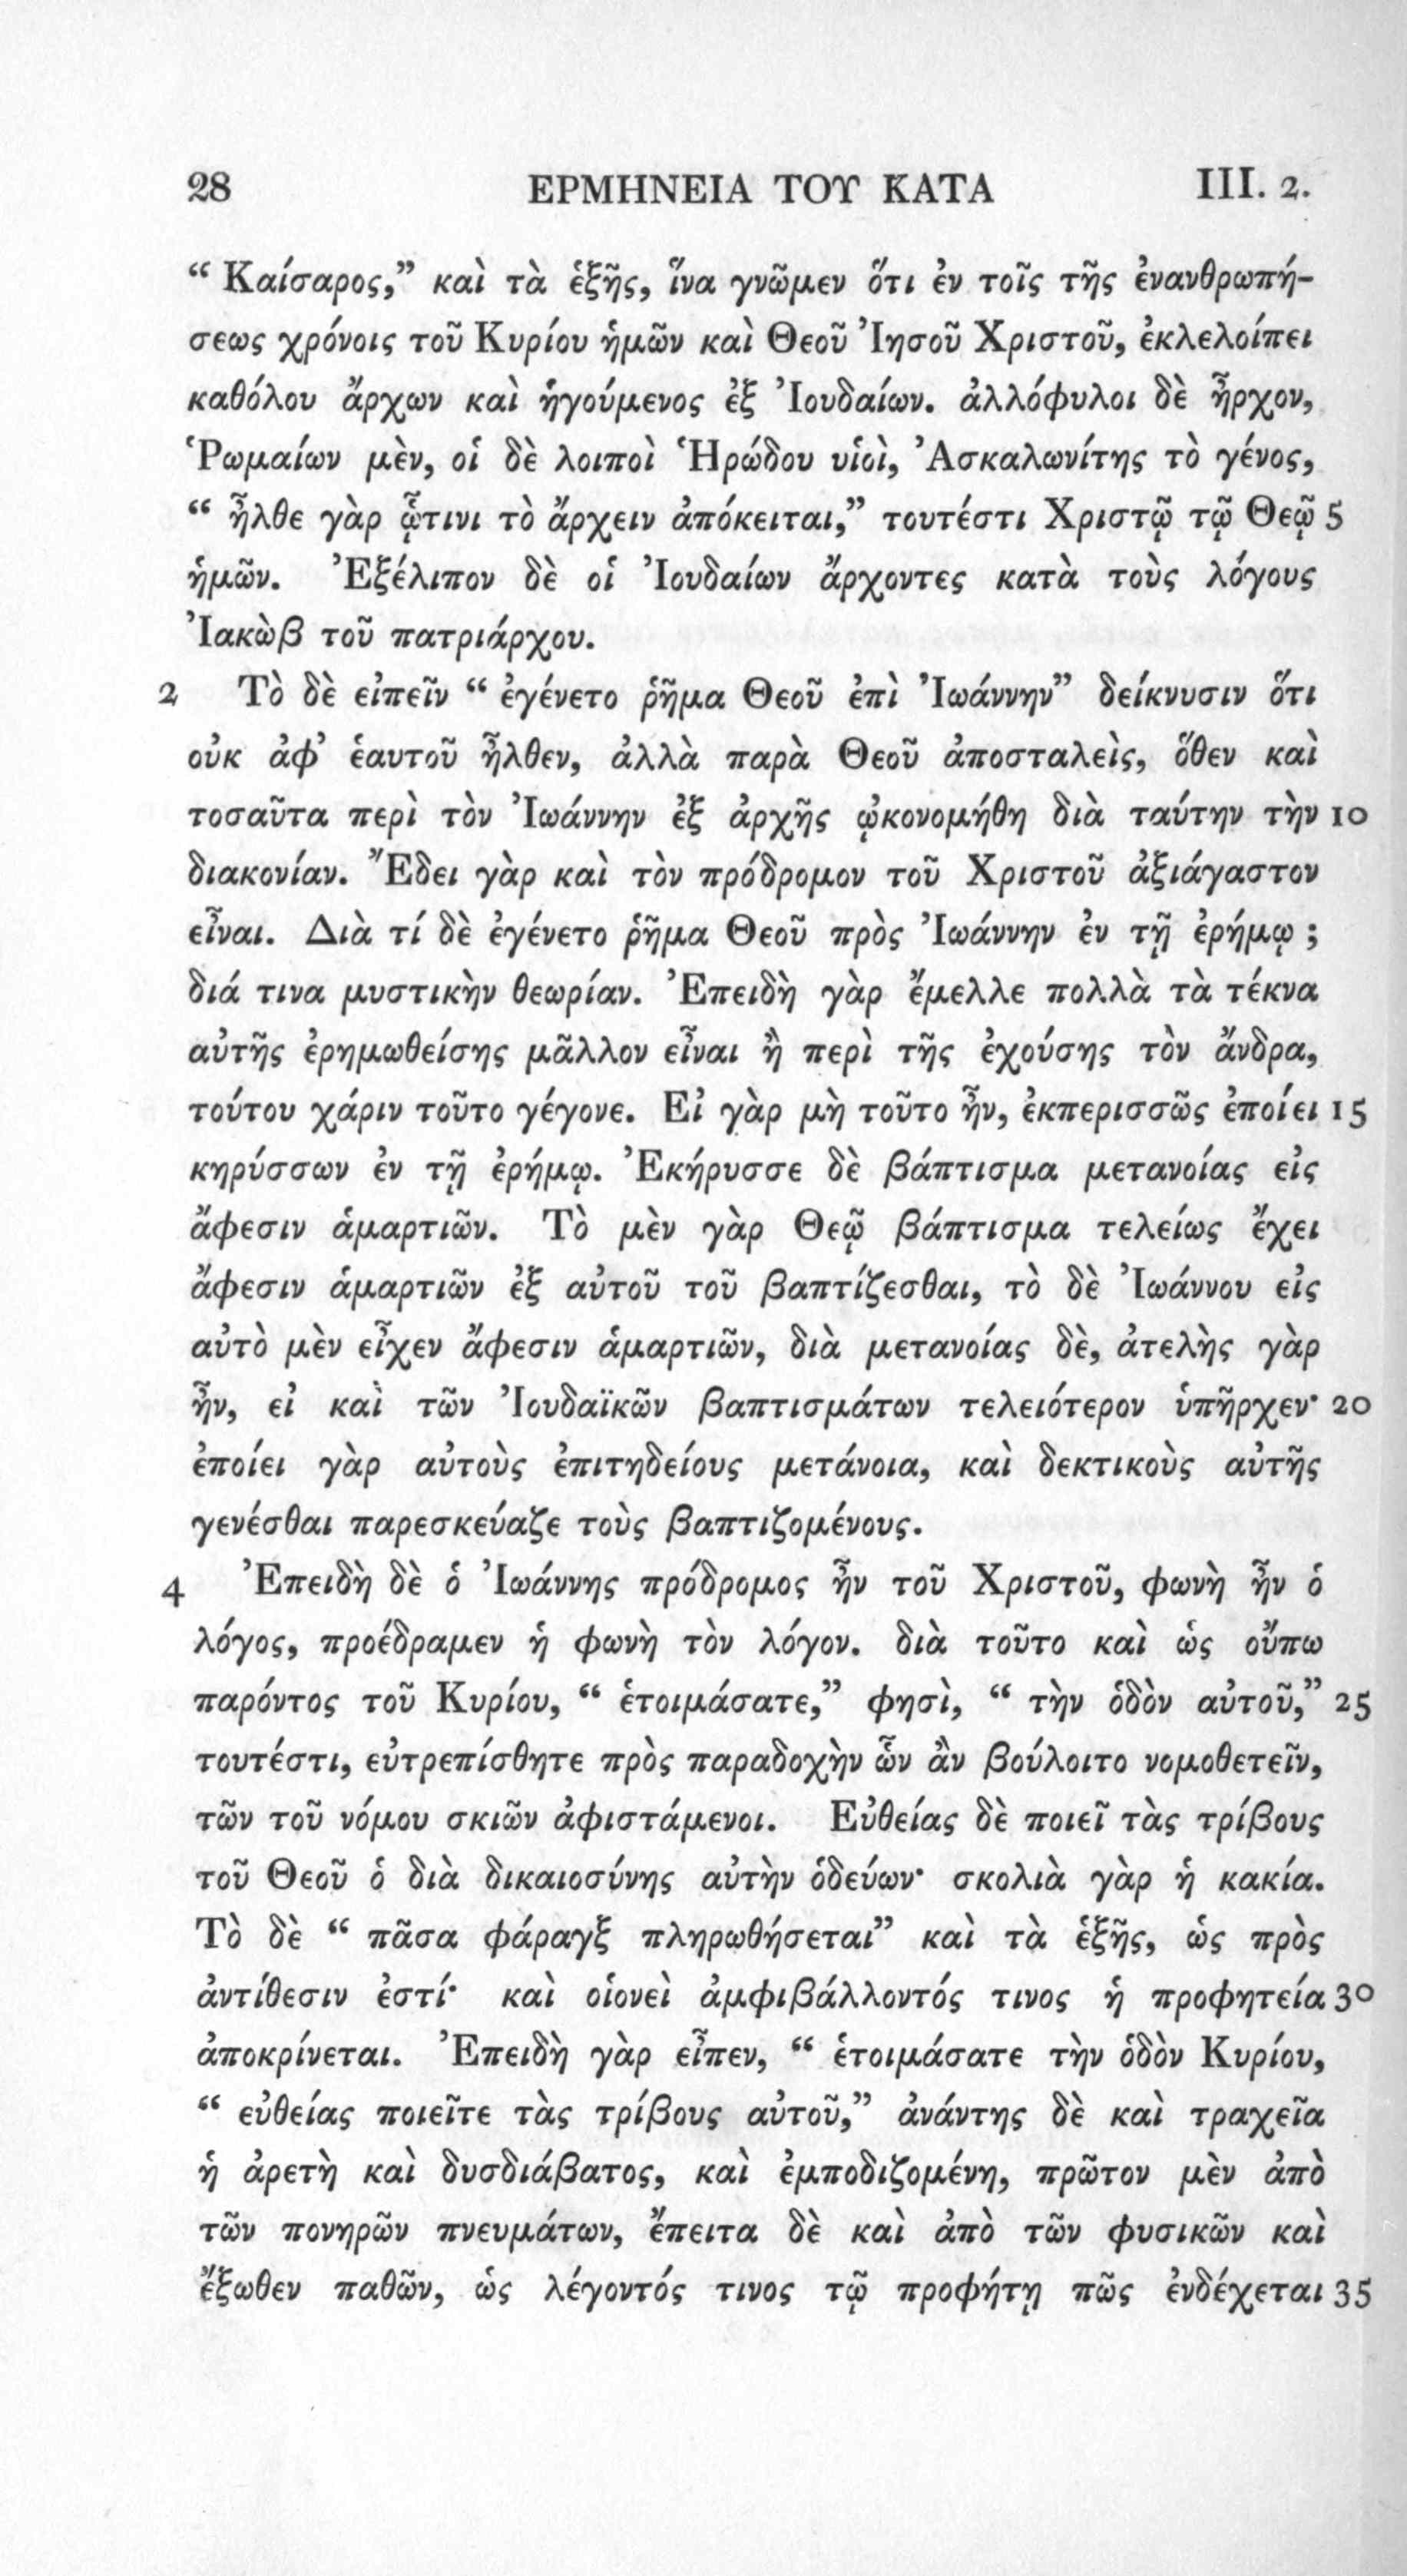 28 ΕΡΜΗΝΕΙΑ ΤΟΥ ΚΑΤΑ III. 2.
“ Καίσαρος,” καὶ τὰ ἑξῆς, ἵνα γνῶμεν ὅτι ἐν τοῖς τῆς ἐνανθρωπή-
σεως χρόνοις τοῦ Κυρίου ἡμῶν καὶ Θεοῦ Ἰησοῦ Χριστοῦ, ἐκλελοίπει
καθόλου ἄρχων καὶ ἡγούμενος ἐξ Ἰουδαίων. ἀλλόφυλοι δὲ ἦρχον,
Ῥωμαίων μὲν, οἱ δὲ λοιποὶ Ἡρώδου υἱοὶ, Ἀσκαλωνίτης τὸ γένος,
“ ἦλθε γὰρ ᾧτινι τὸ ἄρχειν ἀπόκειται,” τουτέστι Χριστῷ τῷ Θεῷ 5
ἡμῶν. Ἐξέλιπον δὲ οἱ Ἰουδαίων ἄρχοντες κατὰ τοὺς λόγους
Ἰακὼβ τοῦ πατριάρχου.
2 Τὸ δὲ εἰπεῖν “ ἐγένετο ῥῆμα Θεοῦ ἐπὶ Ἰωάννην” δείκνυσιν ὅτι
οὐκ ἀφ’ ἑαυτοῦ ἦλθεν, ἀλλὰ παρὰ Θεοῦ ἀποσταλεὶς, ὅθεν καὶ
τοσαῦτα περὶ τὸν Ἰωάννην ἐξ ἀρχῆς ᾠκονομήθη διὰ ταύτην τὴν 10
διακονίαν. Ἔδει γὰρ καὶ τὸν πρόδρομον τοῦ Χριστοῦ ἀξιάγαστον
εἶναι. Διὰ τί δὲ ἐγένετο ῥῆμα Θεοῦ πρὸς Ἰωάννην ἐν τῇ ἐρήμῳ ;
διά τινα μυστικὴν θεωρίαν. Ἐπειδὴ γὰρ ἔμελλε πολλὰ τὰ τέκνα
αὐτῆς ἐρημωθείσης μᾶλλον εἶναι ἢ περὶ τῆς ἐχούσης τὸν ἄνδρα,
τούτου χάριν τοῦτο γέγονε. Εἰ γὰρ μὴ τοῦτο ἦν, ἐκπερισσῶς ἐποίει 15
κηρύσσων ἐν τῇ ἐρήμῳ. Ἐκήρυσσε δὲ βάπτισμα μετανοίας εἰς
ἄφεσιν ἁμαρτιῶν. Τὸ μὲν γὰρ Θεῷ βάπτισμα τελείως ἔχει
ἄφεσιν ἁμαρτιῶν ἐξ αὐτοῦ τοῦ βαπτίζεσθαι, τὸ δὲ Ἰωάννου εἰς
αὐτὸ μὲν εἶχεν ἄφεσιν ἁμαρτιῶν, διὰ μετανοίας δὲ, ἀτελὴς γὰρ
ἦν, εἰ καὶ τῶν Ἰουδαϊκῶν βαπτισμάτων τελειότερον ὑπῆρχεν· 20
ἐποίει γὰρ αὐτοὺς ἐπιτηδείους μετάνοια, καὶ δεκτικοὺς αὐτῆς
γενέσθαι παρεσκεύαζε τοὺς βαπτιζομένους.
4 Ἐπειδὴ δὲ ὁ Ἰωάννης πρόδρομος ἦν τοῦ Χριστοῦ, φωνὴ ἦν ὁ
λόγος, προέδραμεν ἡ φωνὴ τὸν λόγον. διὰ τοῦτο καὶ ὡς οὔπω
παρόντος τοῦ Κυρίου, “ ἑτοιμάσατε,” φησὶ, “ τὴν ὁδὸν αὐτοῦ,” 25
τουτέστι, εὐτρεπίσθητε πρὸς παραδοχὴν ὧν ἂν βούλοιτο νομοθετεῖν,
τῶν τοῦ νόμου σκιῶν ἀφιστάμενοι. Εὐθείας δὲ ποιεῖ τὰς τρίβους
τοῦ Θεοῦ ὁ διὰ δικαιοσύνης αὐτὴν ὁδεύων· σκολιὰ γὰρ ἡ κακία.
Τὸ δὲ “ πᾶσα φάραγξ πληρωθήσεται” καὶ τὰ ἑξῆς, ὡς πρὸς
ἀντίθεσιν ἐστί· καὶ οἱονεὶ ἀμφιβάλλοντός τινος ἡ προφητεία 30
ἀποκρίνεται. Ἐπειδὴ γὰρ εἶπεν, “ ἑτοιμάσατε τὴν ὁδὸν Κυρίου,
“ εὐθείας ποιεῖτε τὰς τρίβους αὐτοῦ,” ἀνάντης δὲ καὶ τραχεῖα
ἡ ἀρετὴ καὶ δυσδιάβατος, καὶ ἐμποδιζομένη, πρῶτον μὲν ἀπὸ
τῶν πονηρῶν πνευμάτων, ἔπειτα δὲ καὶ ἀπὸ τῶν φυσικῶν καὶ
ἔξωθεν παθῶν, ὡς λέγοντός τινος τῷ προφήτῃ πῶς ἐνδέχεται 35